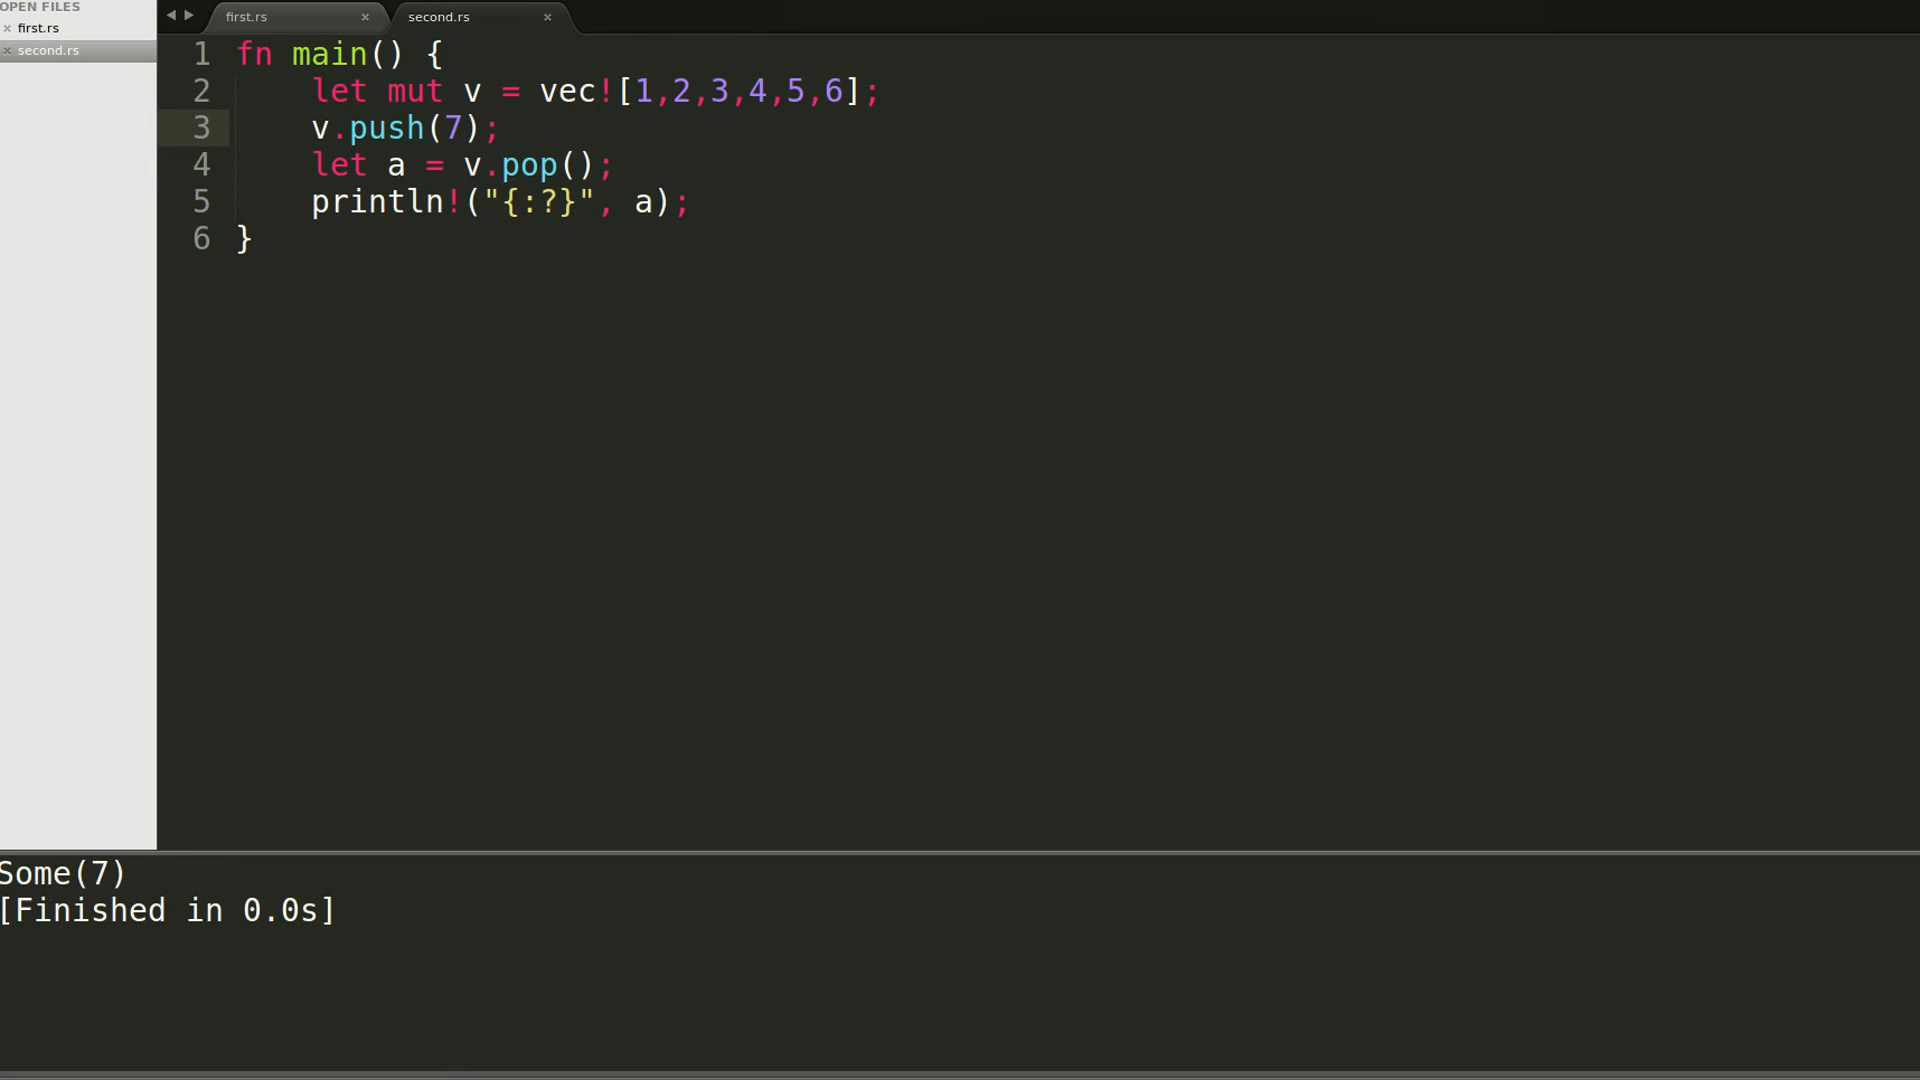 OPEN FILES
first.rs
second.rs
first.rs
second.rs
1 fn main() {
2     let mut v = vec![1,2,3,4,5,6];
3     v.push(7);
4     let a = v.pop();
5     println!("{:?}", a);
6 }
Some(7)
[Finished in 0.0s]